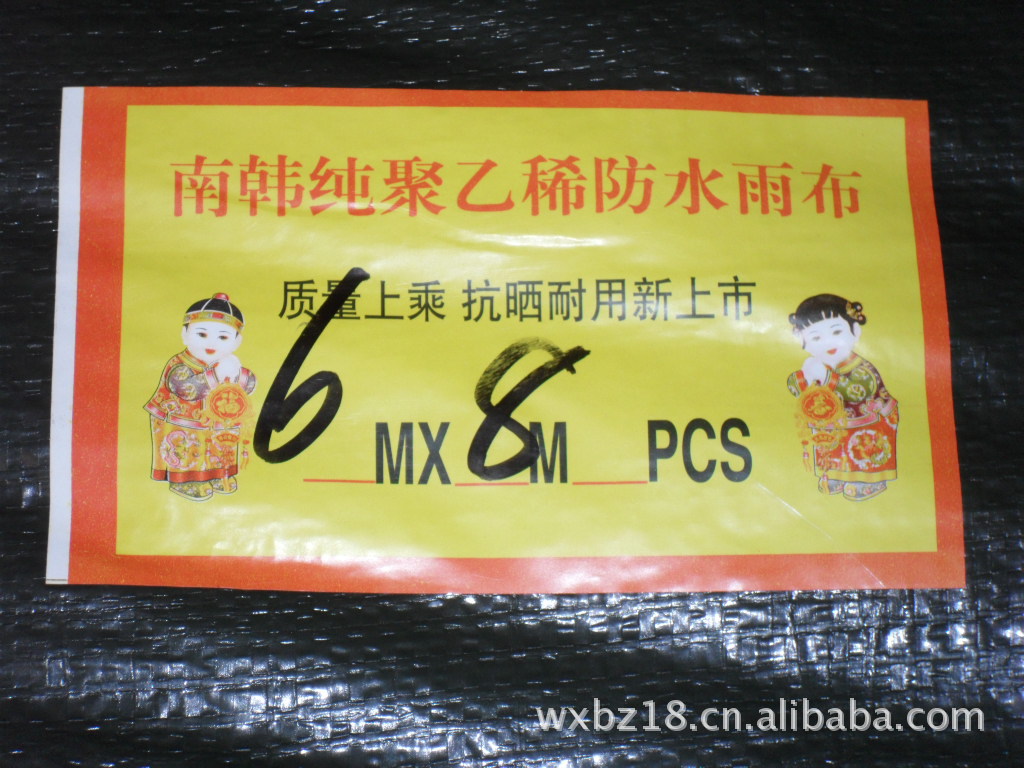 南韩纯聚乙稀防水雨布
质量上乘 抗晒耐用新上市
6 MX 8 M ___PCS
wxbz18.cn.alibaba.com